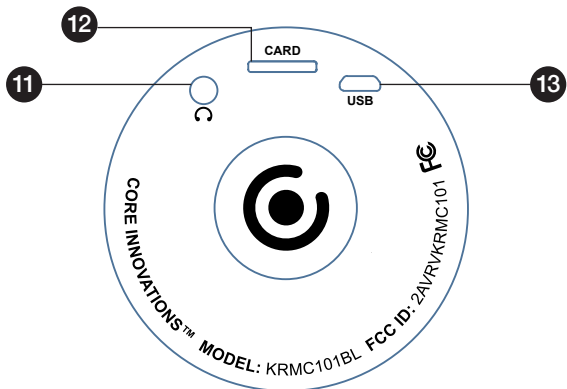 12
CARD
11
13
USB
CORE INNOVATIONS™ MODEL: KRMC101BL FCC ID: 2AVRVKRMC101 FC